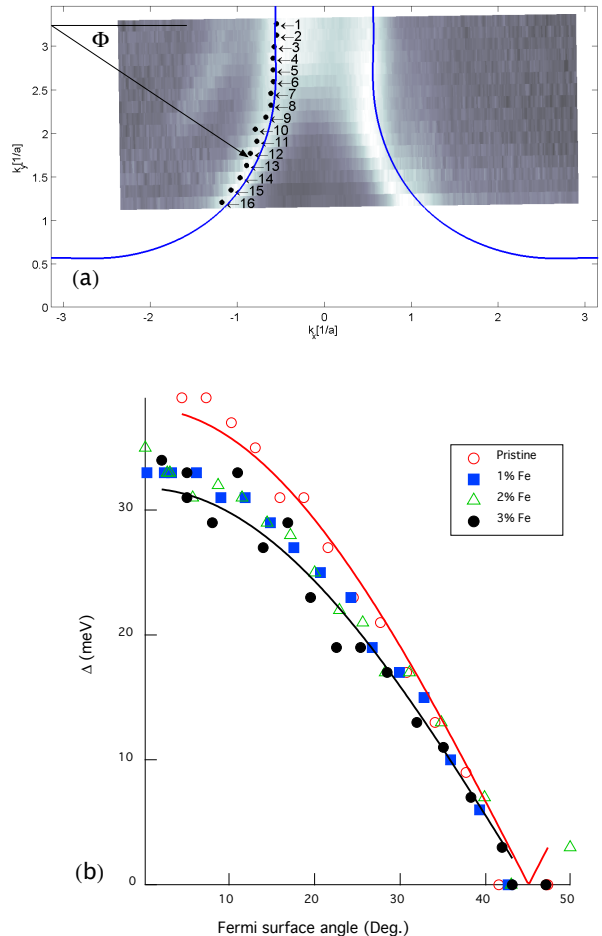 3
2.5
2
1.5
1
0.5
0
k_y[1/a]
Φ
1
2
3
4
5
6
7
8
9
10
11
12
13
14
15
16
(a)
-3 -2 -1 0 1 2 3
k_x[1/a]
Pristine
1% Fe
2% Fe
3% Fe
30
20
10
0
Δ (meV)
(b)
10 20 30 40 50
Fermi surface angle (Deg.)